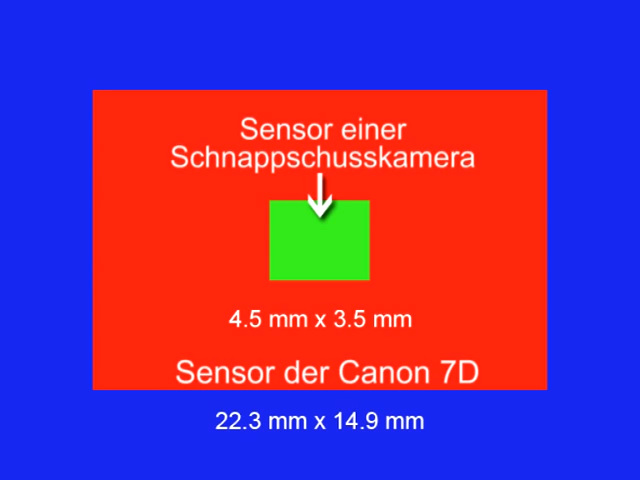 Sensor einer
Schnappschusskamera
4.5 mm x 3.5 mm
Sensor der Canon 7D
22.3 mm x 14.9 mm